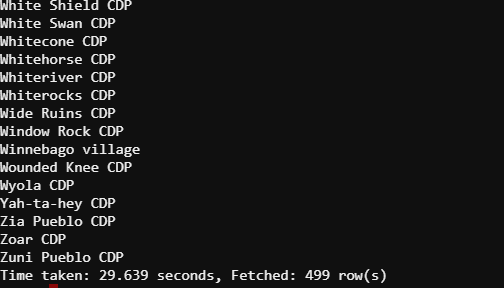 White Shield CDP
White Swan CDP
Whitecone CDP
Whitehorse CDP
Whiteriver CDP
Whiterocks CDP
Wide Ruins CDP
Window Rock CDP
Winnebago village
Wounded Knee CDP
Wyola CDP
Yah-ta-hey CDP
Zia Pueblo CDP
Zoar CDP
Zuni Pueblo CDP
Time taken: 29.639 seconds, Fetched: 499 row(s)